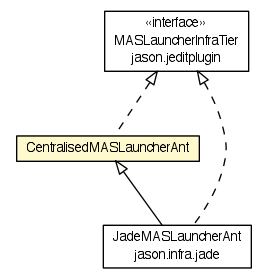 «interface»
MASLauncherInfraTier
jason.jeditplugin
CentralisedMASLauncherAnt
JadeMASLauncherAnt
jason.infra.jade